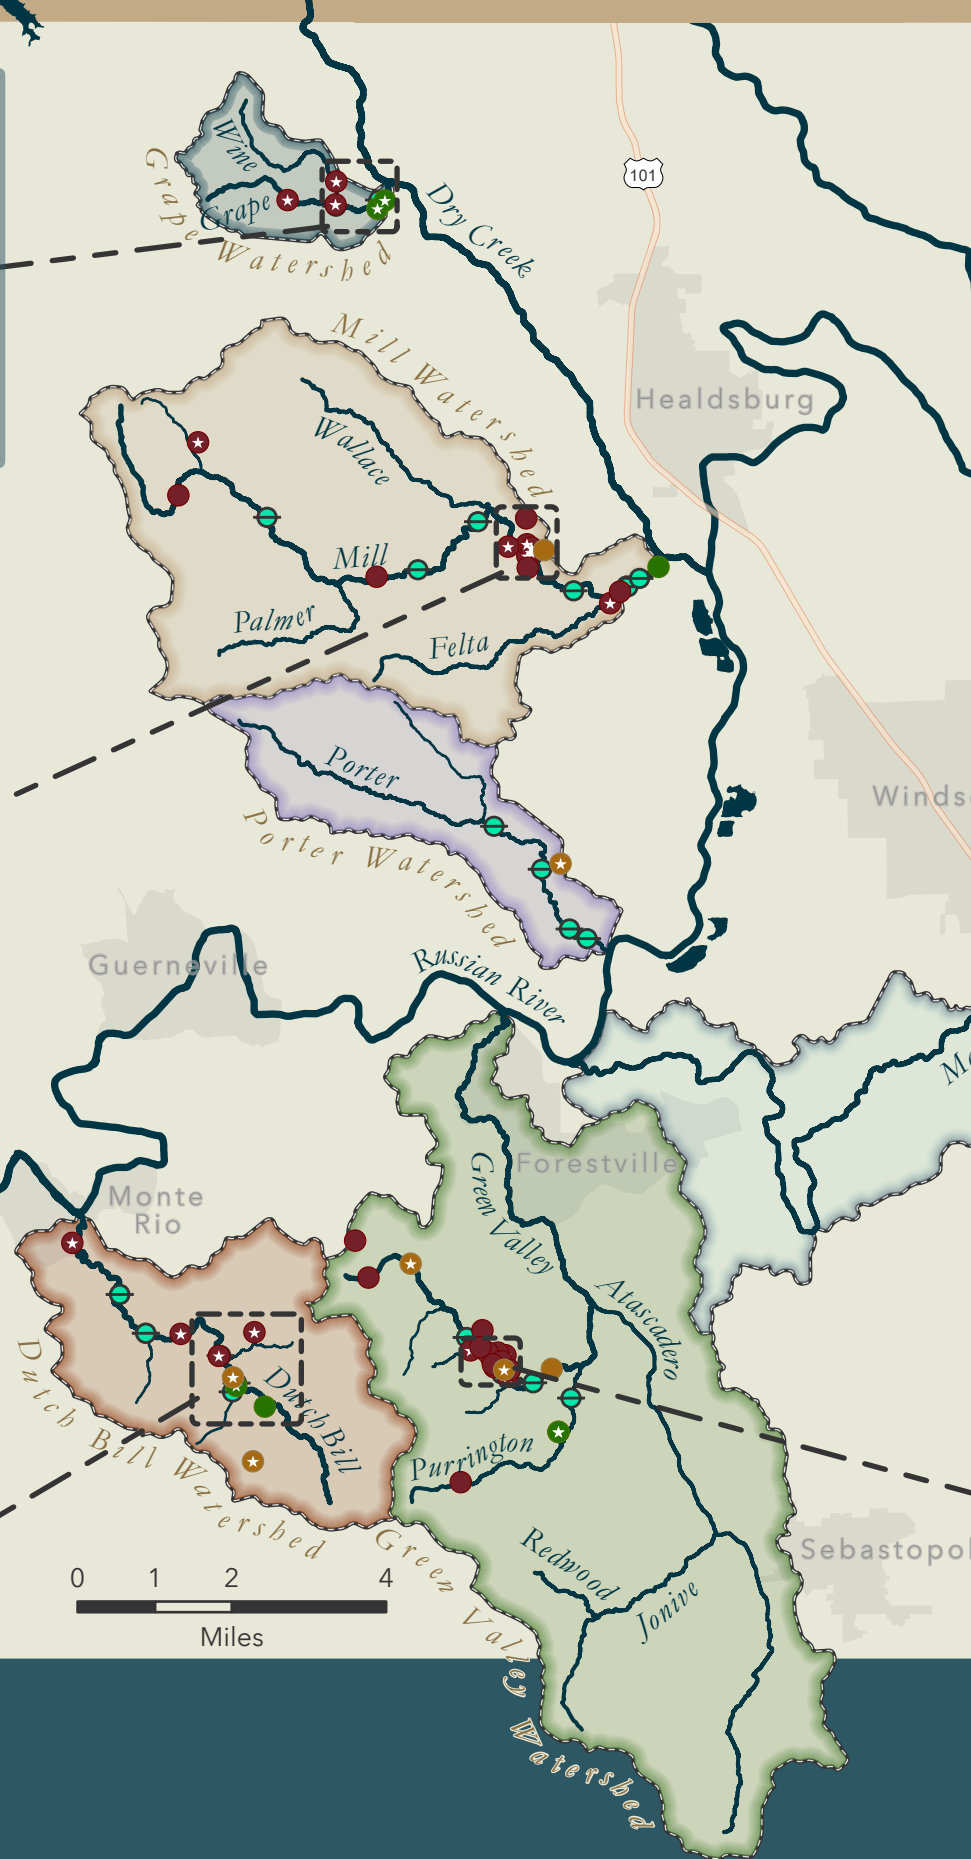 Wine
Grape
Grape Watershed
Dry Creek
101
Mill Watershed
Healdsburg
Wallace
Mill
Palmer
Felta
Porter
Porter Watershed
Guerneville
Russian River
Monte
Rio
Forestville
Green Valley
Atascadero
Dutch Bill
Dutch Bill Watershed
Purrington
Green Valley Watershed
Redwood
Jonive
0 1 2 4
Miles